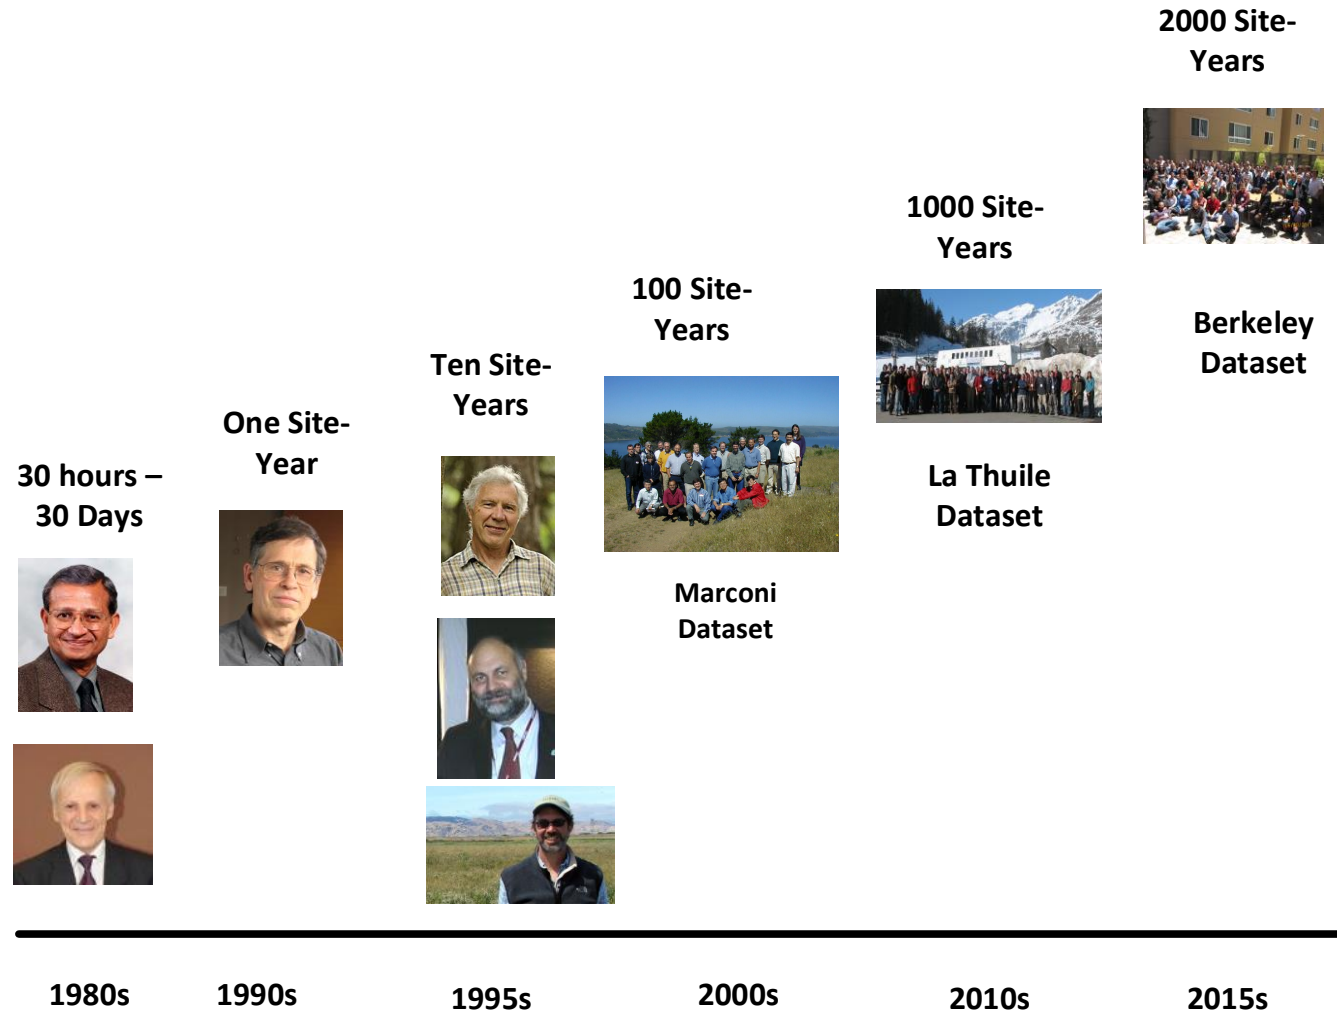 2000 Site-
Years
1000 Site-
Years
100 Site-
Years
Berkeley
Dataset
Ten Site-
Years
One Site-
Year
30 hours –
30 Days
La Thuile
Dataset
Marconi
Dataset
1980s
1990s
1995s
2000s
2010s
2015s